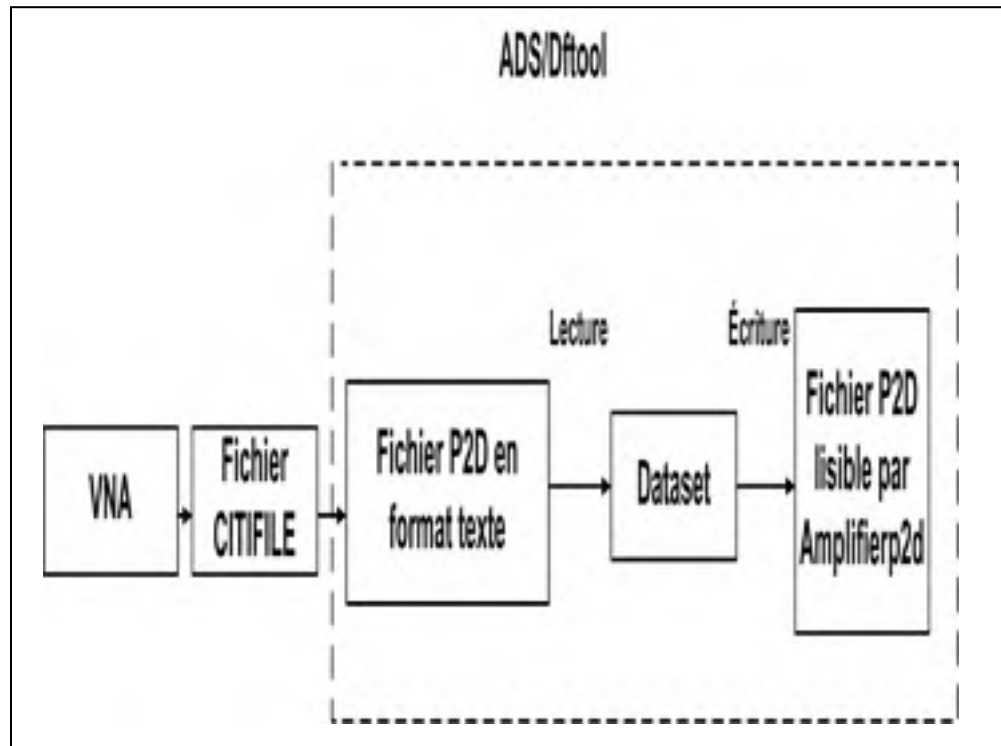 ADS/Dftool
VNA
Fichier
CITIFILE
Fichier P2D en
format texte
Lecture
Dataset
Écriture
Fichier P2D
lisible par
Amplifierp2d